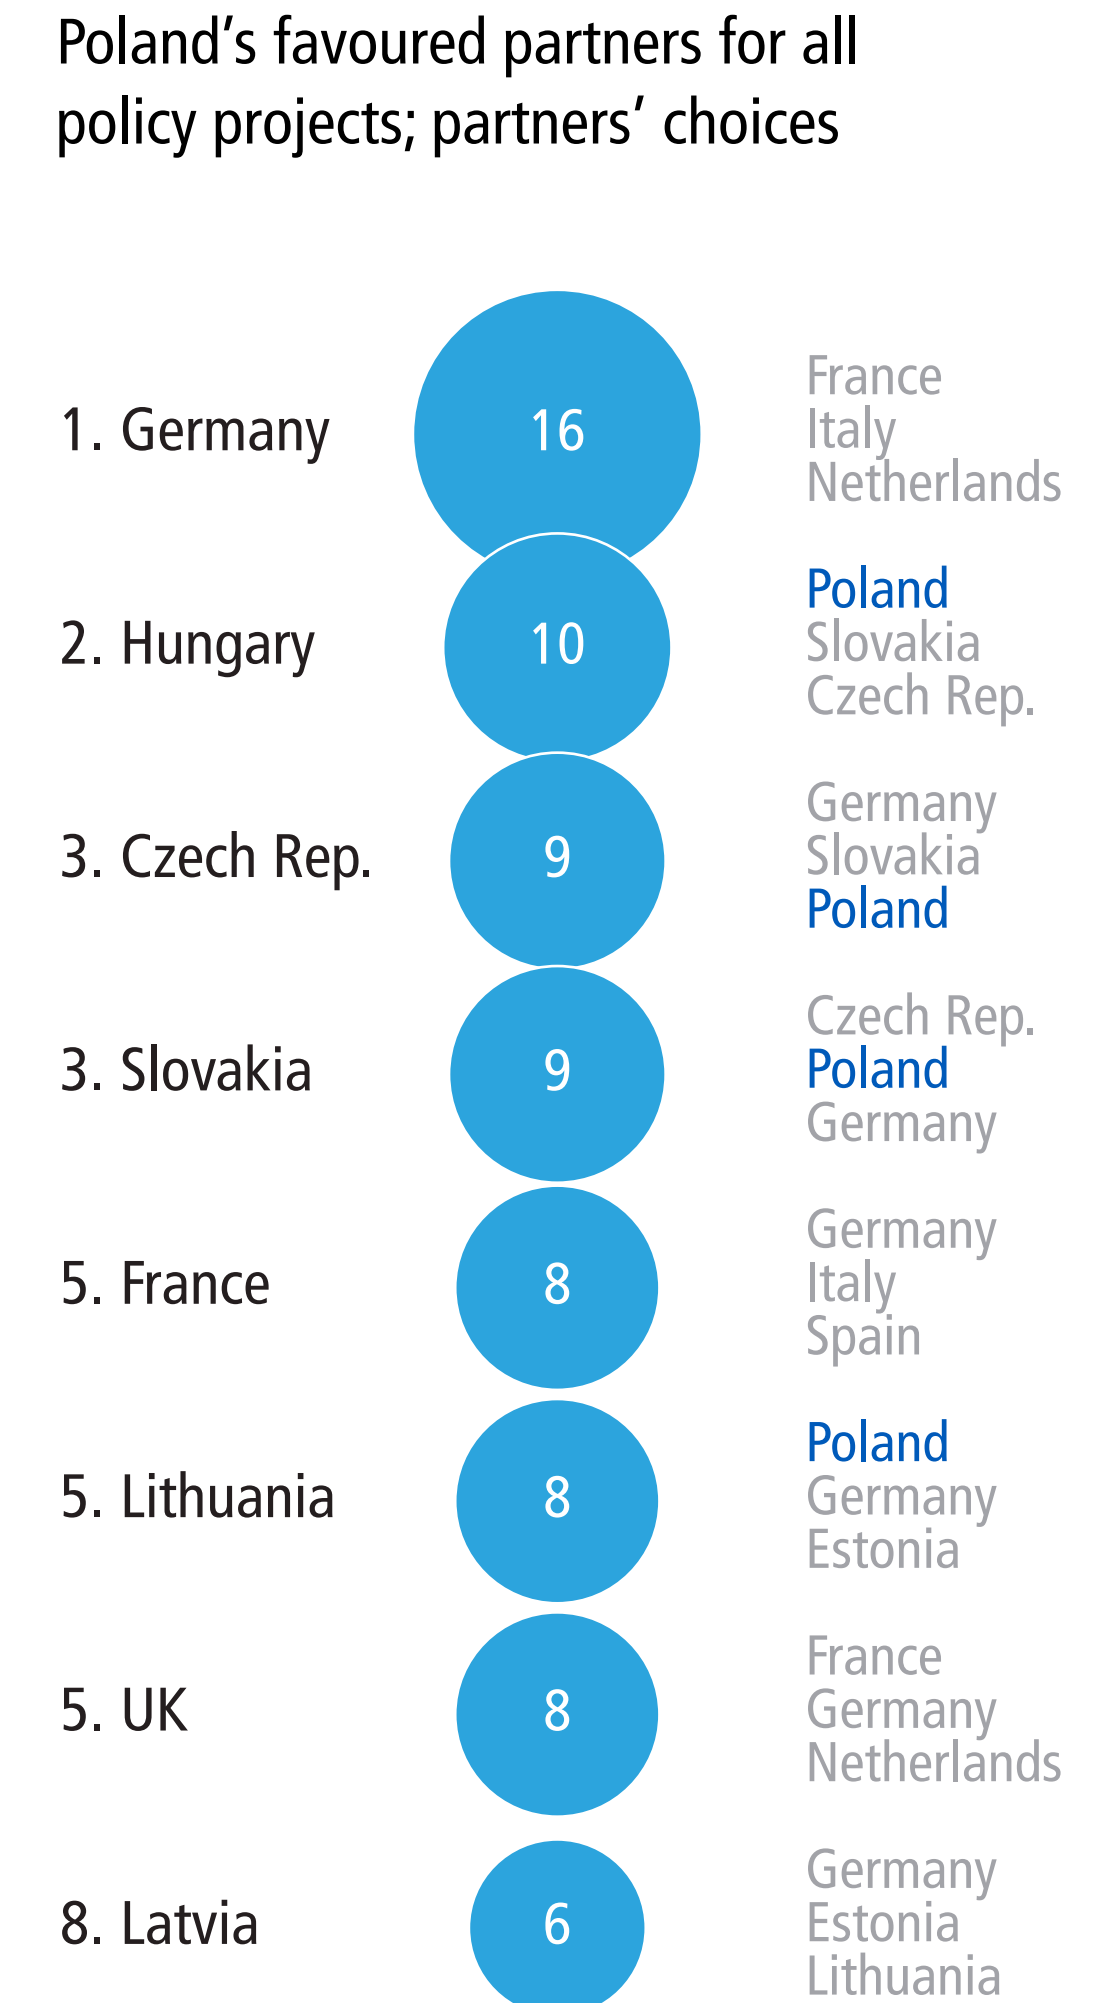 Poland’s favoured partners for all
policy projects; partners’ choices
1. Germany
16
France
Italy
Netherlands
2. Hungary
10
Poland
Slovakia
Czech Rep.
3. Czech Rep.
9
Germany
Slovakia
Poland
3. Slovakia
9
Czech Rep.
Poland
Germany
5. France
8
Germany
Italy
Spain
5. Lithuania
8
Poland
Germany
Estonia
5. UK
8
France
Germany
Netherlands
8. Latvia
6
Germany
Estonia
Lithuania